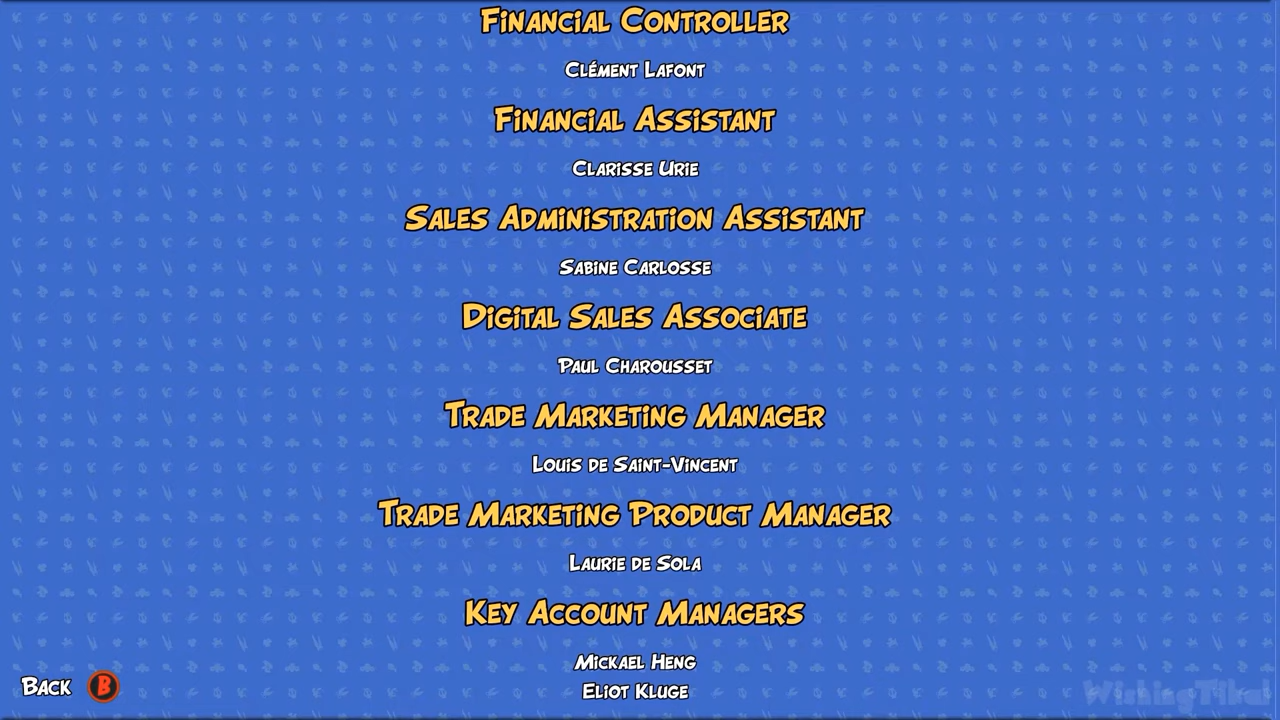 Financial Controller
Clément Lafont
Financial Assistant
Clarisse Urie
Sales Administration Assistant
Sabine Carlosse
Digital Sales Associate
Paul Charousset
Trade Marketing Manager
Louis de Saint-Vincent
Trade Marketing Product Manager
Laurie de Sola
Key Account Managers
Mickael Heng
Eliot Kluge
Back B
WishingTikal